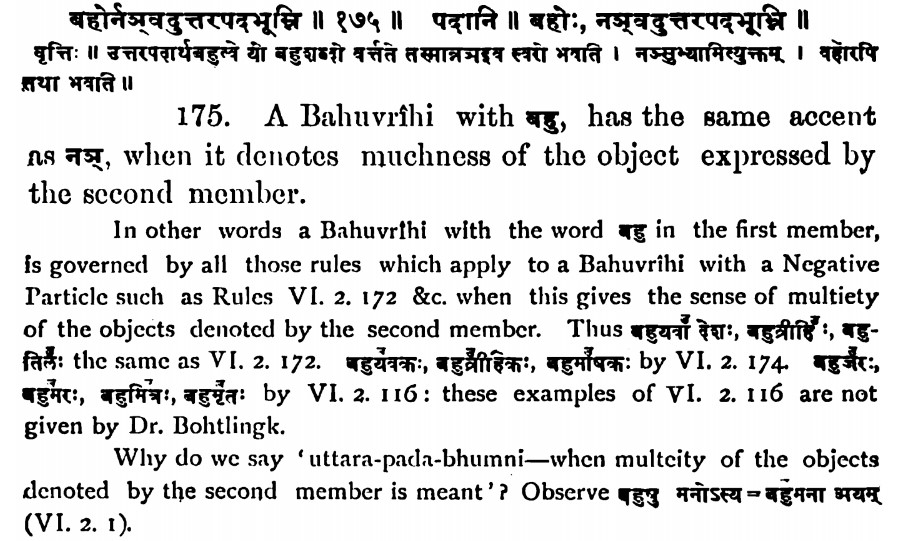 बहोर्नञ्वदुत्तरपदभूम्नि ॥ १७५ ॥ पदानि ॥ बहोः, नञ्वदुत्तरपदभूम्नि ॥
वृत्तिः ॥ उत्तरपदार्थबहुत्वे यो बहुशब्दो वर्त्तते तस्मान्नञइव स्वरो भवति । नञ्सुभ्यामित्युक्तम् । बहोरपि
तथा भवति ॥
175. A Bahuvrîhi with बहु, has the same accent
as नञ्, when it denotes muchness of the object expressed by
the second member.
In other words a Bahuvrîhi with the word बहु in the first member,
is governed by all those rules which apply to a Bahuvrihi with a Negative
Particle such as Rules VI. 2. 172 &c. when this gives the sense of multiety
of the objects denoted by the second member. Thus बहुयवो᳚ देशः, बहुव्रीहिः᳚, बहु-
तिलः᳚ the same as VI. 2. 172. बहुय᳚वकः, बहुव्री᳚हिकः, बहुमा᳚षकः by VI. 2. 174. बहुज᳚रः,
बहुम᳚रः, बहुमि᳚त्रः, बहुमृ᳚तः by VI. 2. 116 : these examples of VI. 2. 116 are not
given by Dr. Bohtlingk.
Why do we say 'uttara-pada-bhumni—when multeity of the objects
denoted by the second member is meant'? Observe बहुषु मनोऽस्य = बहु᳚मना अयम्
(VI. 2. 1).